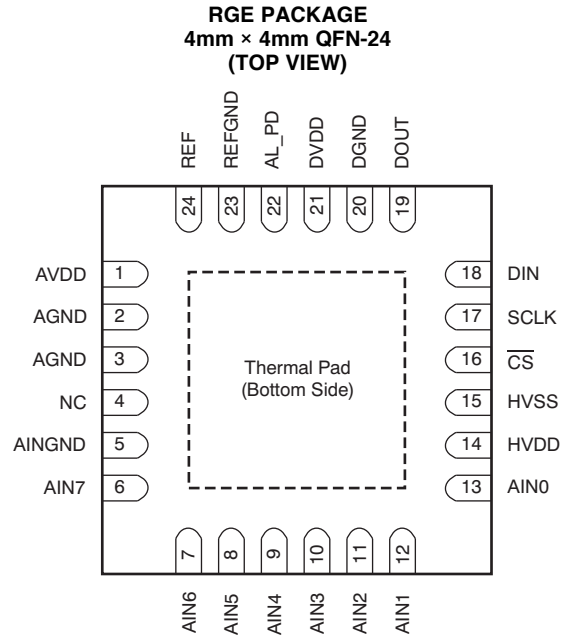 RGE PACKAGE
4mm × 4mm QFN-24
(TOP VIEW)
REF
REFGND
AL_PD
DVDD
DGND
DOUT
24
23
22
21
20
19
AVDD 1
AGND 2
AGND 3
NC 4
AINGND 5
AIN7 6
Thermal Pad
(Bottom Side)
18 DIN
17 SCLK
16 C̅S̅
15 HVSS
14 HVDD
13 AIN0
7
8
9
10
11
12
AIN6
AIN5
AIN4
AIN3
AIN2
AIN1